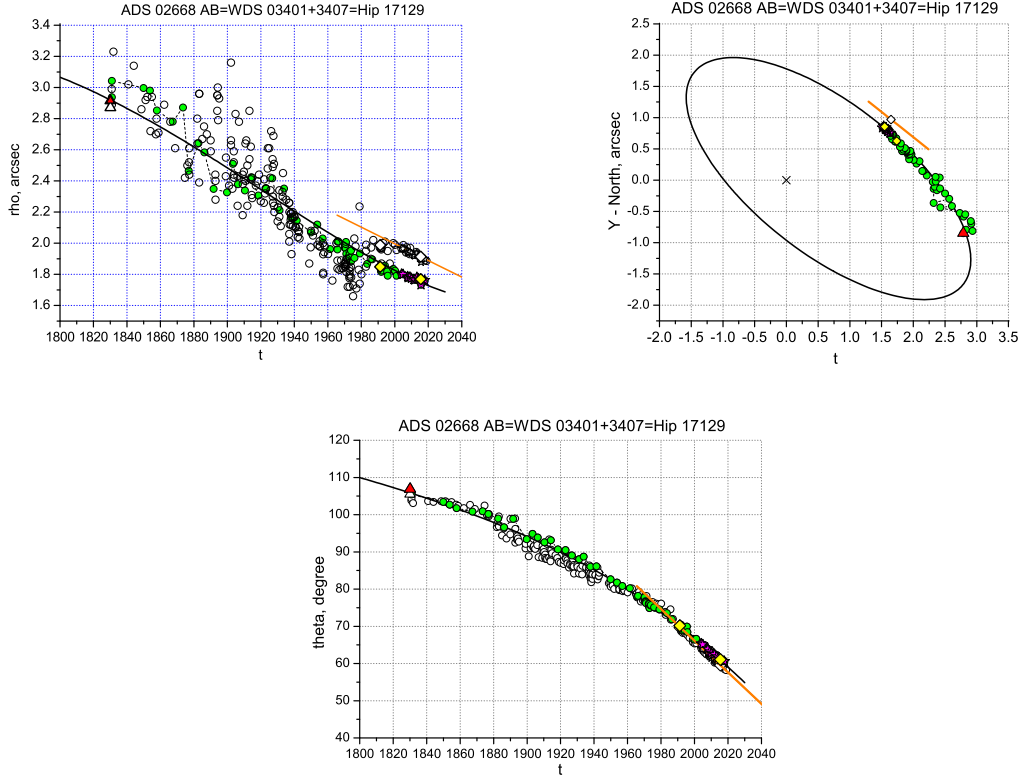 ADS 02668 AB=WDS 03401+3407=Hip 17129
3.4
3.2
3.0
2.8
2.6
2.4
2.2
2.0
1.8
1.6
rho, arcsec
1800 1820 1840 1860 1880 1900 1920 1940 1960 1980 2000 2020 2040
t
ADS 02668 AB=WDS 03401+3407=Hip 17129
2.5
2.0
1.5
1.0
0.5
0.0
-0.5
-1.0
-1.5
-2.0
Y - North, arcsec
-2.0 -1.5 -1.0 -0.5 0.0 0.5 1.0 1.5 2.0 2.5 3.0 3.5
t
ADS 02668 AB=WDS 03401+3407=Hip 17129
120
110
100
90
80
70
60
50
40
theta, degree
1800 1820 1840 1860 1880 1900 1920 1940 1960 1980 2000 2020 2040
t